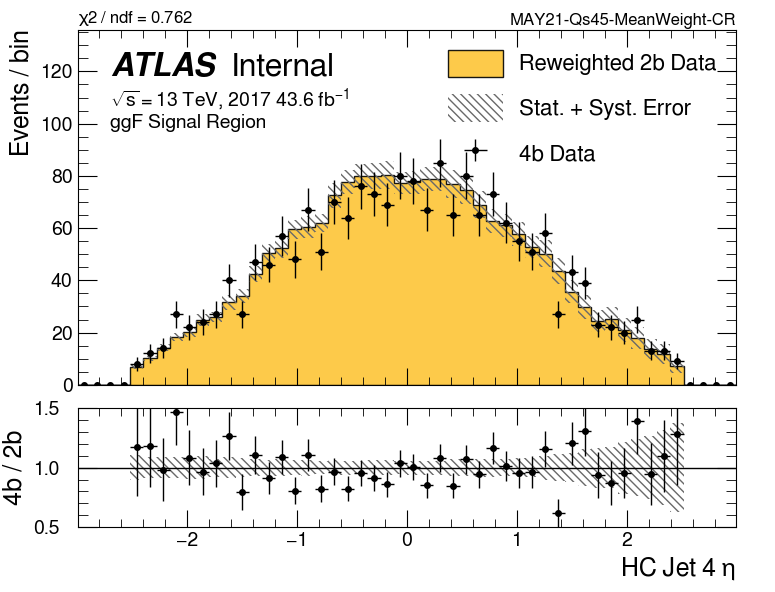 χ2 / ndf = 0.762
MAY21-Qs45-MeanWeight-CR
Events / bin
120
100
80
60
40
20
0
ATLAS Internal
√s = 13 TeV, 2017 43.6 fb−1
ggF Signal Region
Reweighted 2b Data
Stat. + Syst. Error
4b Data
4b / 2b
1.5
1.0
0.5
−2 −1 0 1 2
HC Jet 4 η